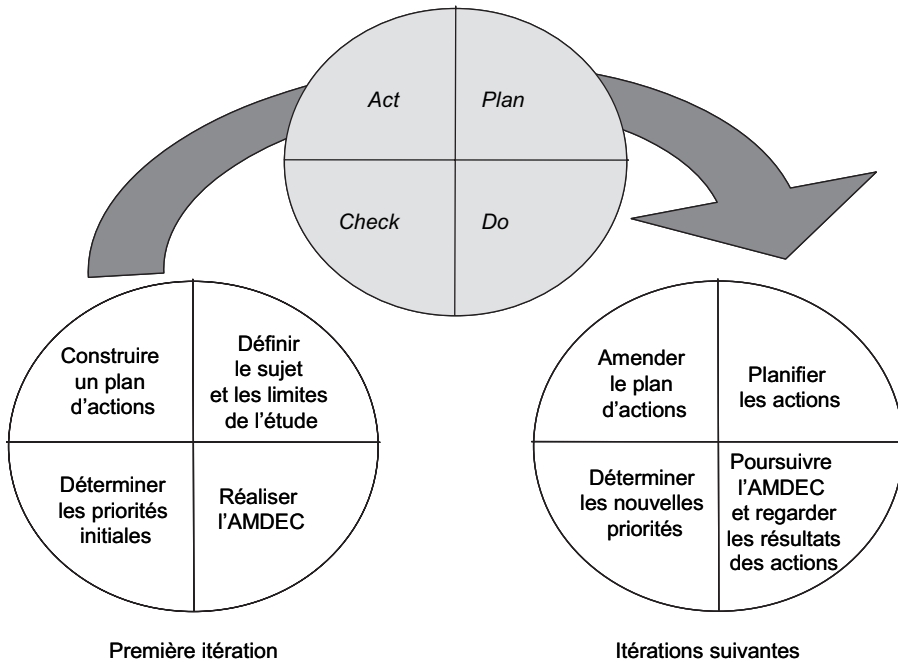 Act
Plan
Check
Do
Construire
un plan
d’actions
Définir
le sujet
et les limites
de l’étude
Déterminer
les priorités
initiales
Réaliser
l’AMDEC
Première itération
Amender
le plan
d’actions
Planifier
les actions
Déterminer
les nouvelles
priorités
Poursuivre
l’AMDEC
et regarder
les résultats
des actions
Itérations suivantes